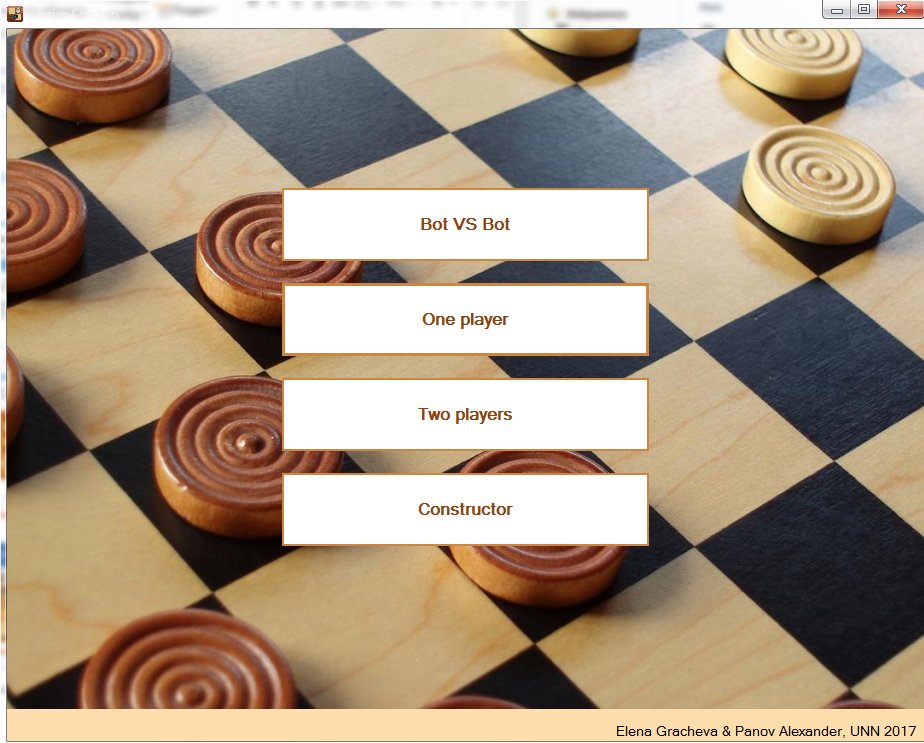 Bot VS Bot
One player
Two players
Constructor
Elena Gracheva & Panov Alexander, UNN 2017